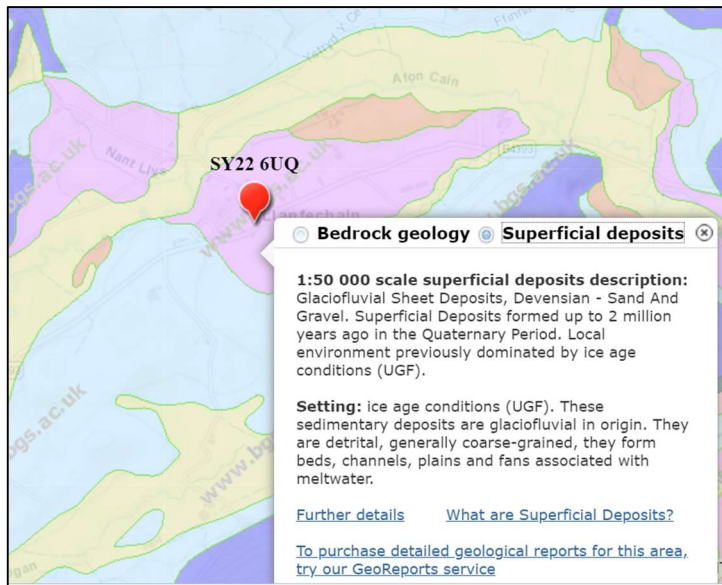 Ystrad Y Ce
Afon Cain
Nant Llys
B4393
SY22 6UQ
Llanfechain
www.bgs.ac.uk
bgs.ac.uk
bgs.ac.uk
www.bgs
Bedrock geology Superficial deposits
1:50 000 scale superficial deposits description:
Glaciofluvial Sheet Deposits, Devensian - Sand And
Gravel. Superficial Deposits formed up to 2 million
years ago in the Quaternary Period. Local
environment previously dominated by ice age
conditions (UGF).
Setting: ice age conditions (UGF). These
sedimentary deposits are glaciofluvial in origin. They
are detrital, generally coarse-grained, they form
beds, channels, plains and fans associated with
meltwater.
Further details What are Superficial Deposits?
To purchase detailed geological reports for this area,
try our GeoReports service